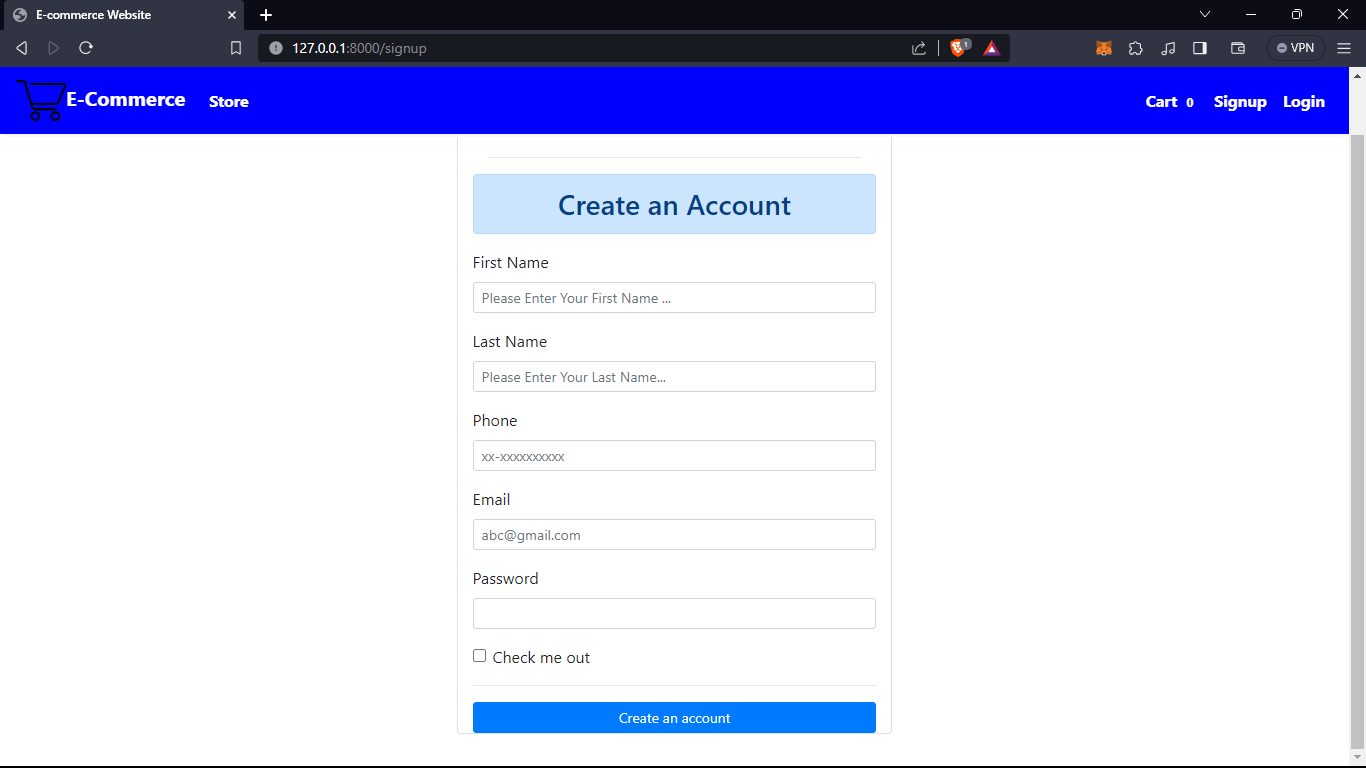 E-commerce Website
127.0.0.1:8000/signup
1
VPN
E-Commerce Store Cart 0 Signup Login
Create an Account
First Name
Please Enter Your First Name ...
Last Name
Please Enter Your Last Name...
Phone
xx-xxxxxxxxxx
Email
abc@gmail.com
Password
Check me out
Create an account